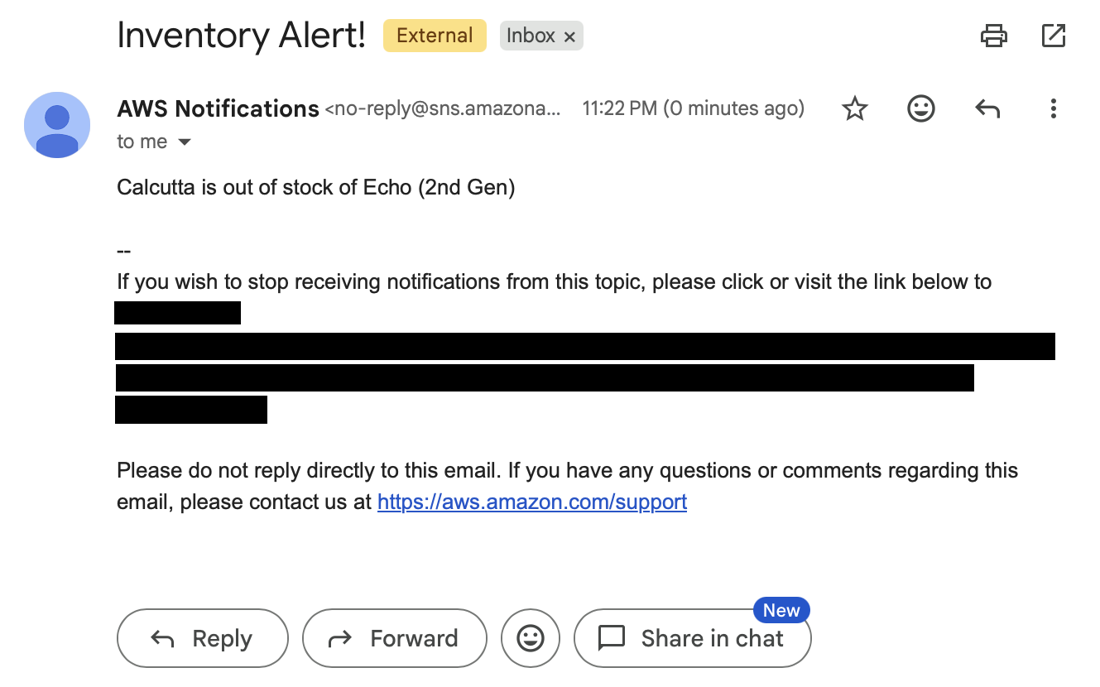 Inventory Alert! External Inbox ×
AWS Notifications <no-reply@sns.amazona... 11:22 PM (0 minutes ago)
to me
Calcutta is out of stock of Echo (2nd Gen)
--
If you wish to stop receiving notifications from this topic, please click or visit the link below to
Please do not reply directly to this email. If you have any questions or comments regarding this
email, please contact us at https://aws.amazon.com/support
New
Reply Forward Share in chat